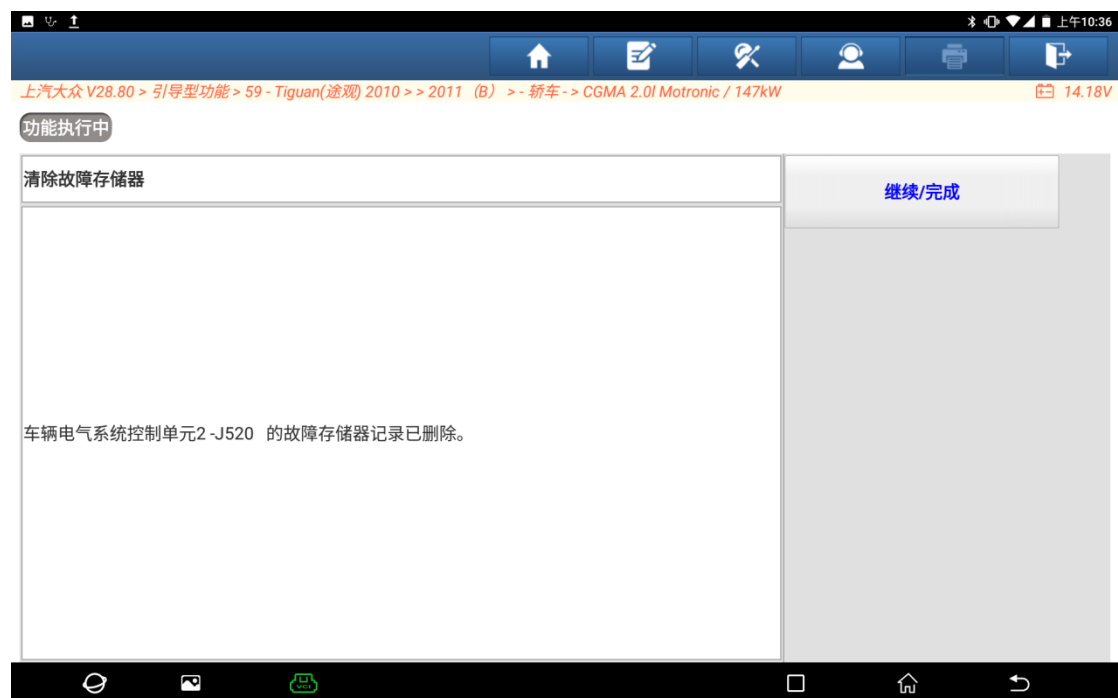 上午10:36
上汽大众 V28.80 > 引导型功能 > 59 - Tiguan(途观) 2010 > > 2011（B） > - 轿车 - > CGMA 2.0l Motronic / 147kW
14.18V
功能执行中
清除故障存储器
继续/完成
车辆电气系统控制单元2 -J520 的故障存储器记录已删除。
VCI